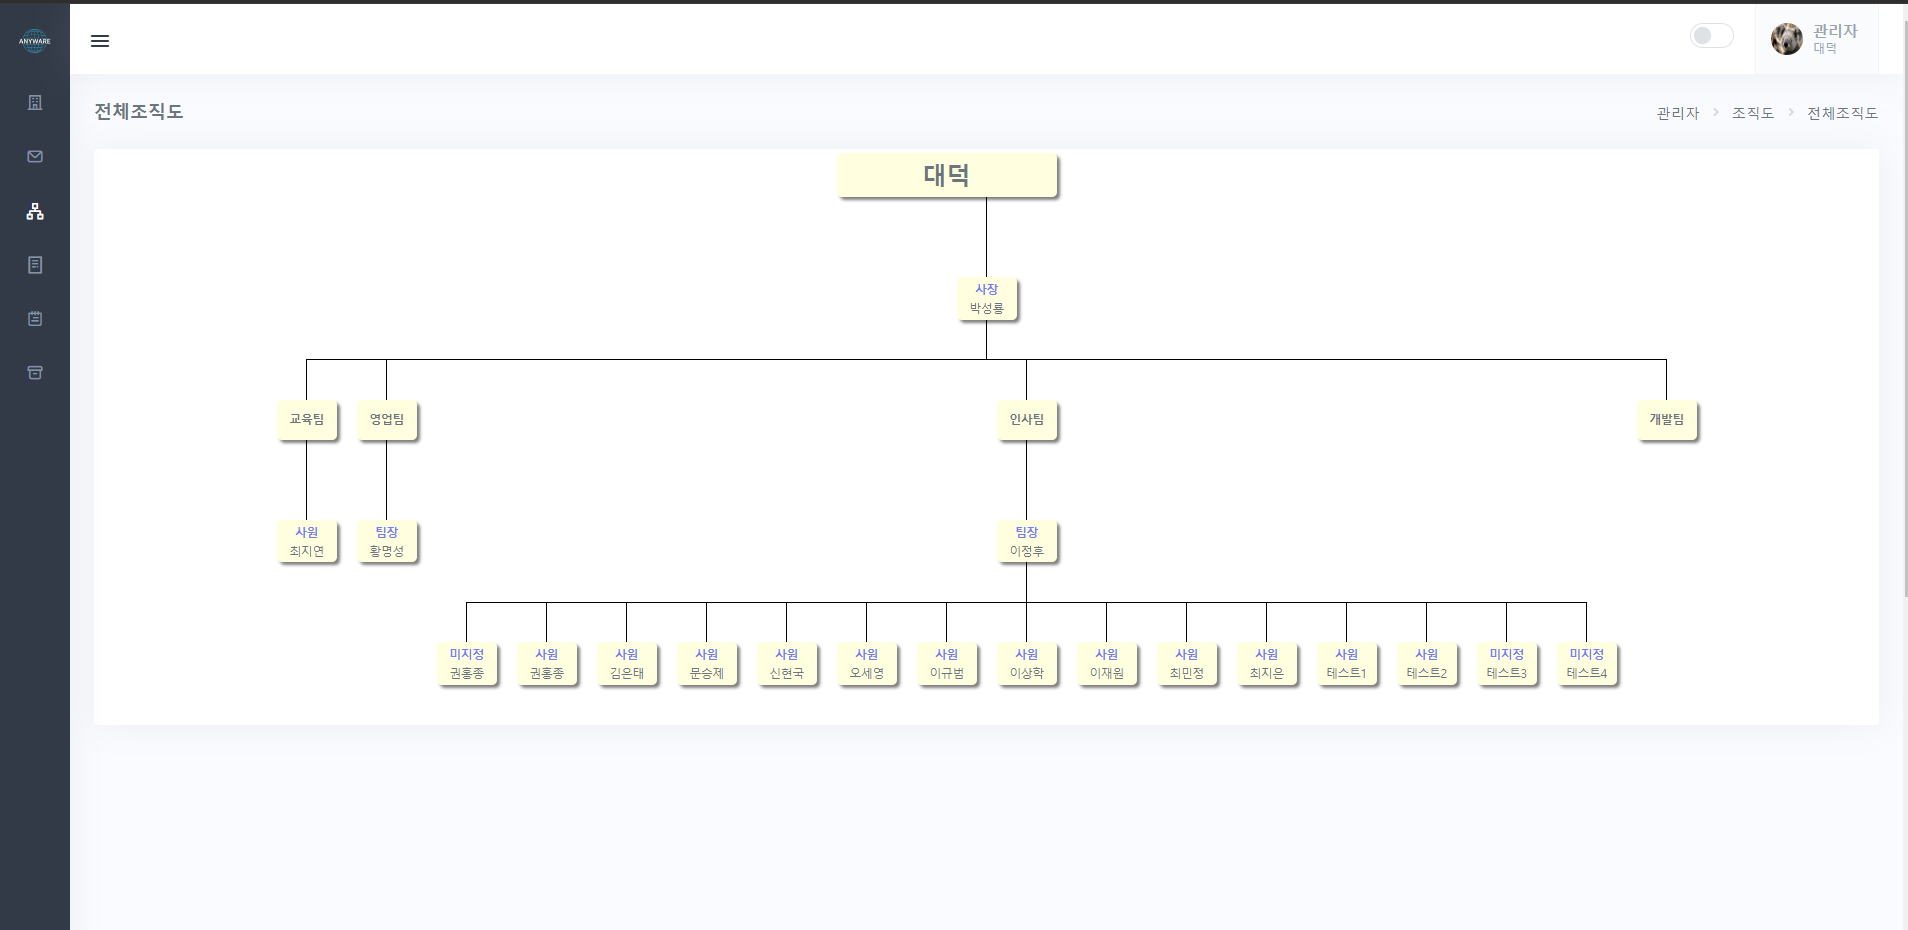 ANYWARE
관리자
대덕
전체조직도
관리자 > 조직도 > 전체조직도
대덕
사장
박성룡
교육팀 영업팀 인사팀 개발팀
사원 팀장 팀장
최지연 황명성 이정후
미지정 사원 사원 사원 사원 사원 사원 사원 사원 사원 사원 사원 사원 미지정 미지정
권홍종 권홍종 김은태 문승제 신현국 오세영 이규범 이상학 이재원 최민정 최지은 테스트1 테스트2 테스트3 테스트4